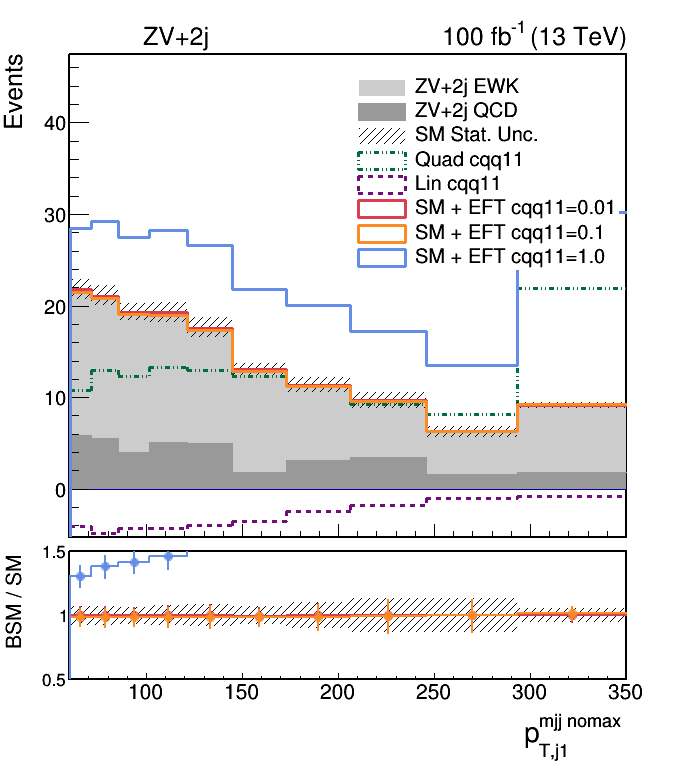 ZV+2j 100 fb-1 (13 TeV)
Events
40
30
20
10
0
ZV+2j EWK
ZV+2j QCD
SM Stat. Unc.
Quad cqq11
Lin cqq11
SM + EFT cqq11=0.01
SM + EFT cqq11=0.1
SM + EFT cqq11=1.0
BSM / SM
1.5
1
0.5
100 150 200 250 300 350
p T,j1 mjj nomax